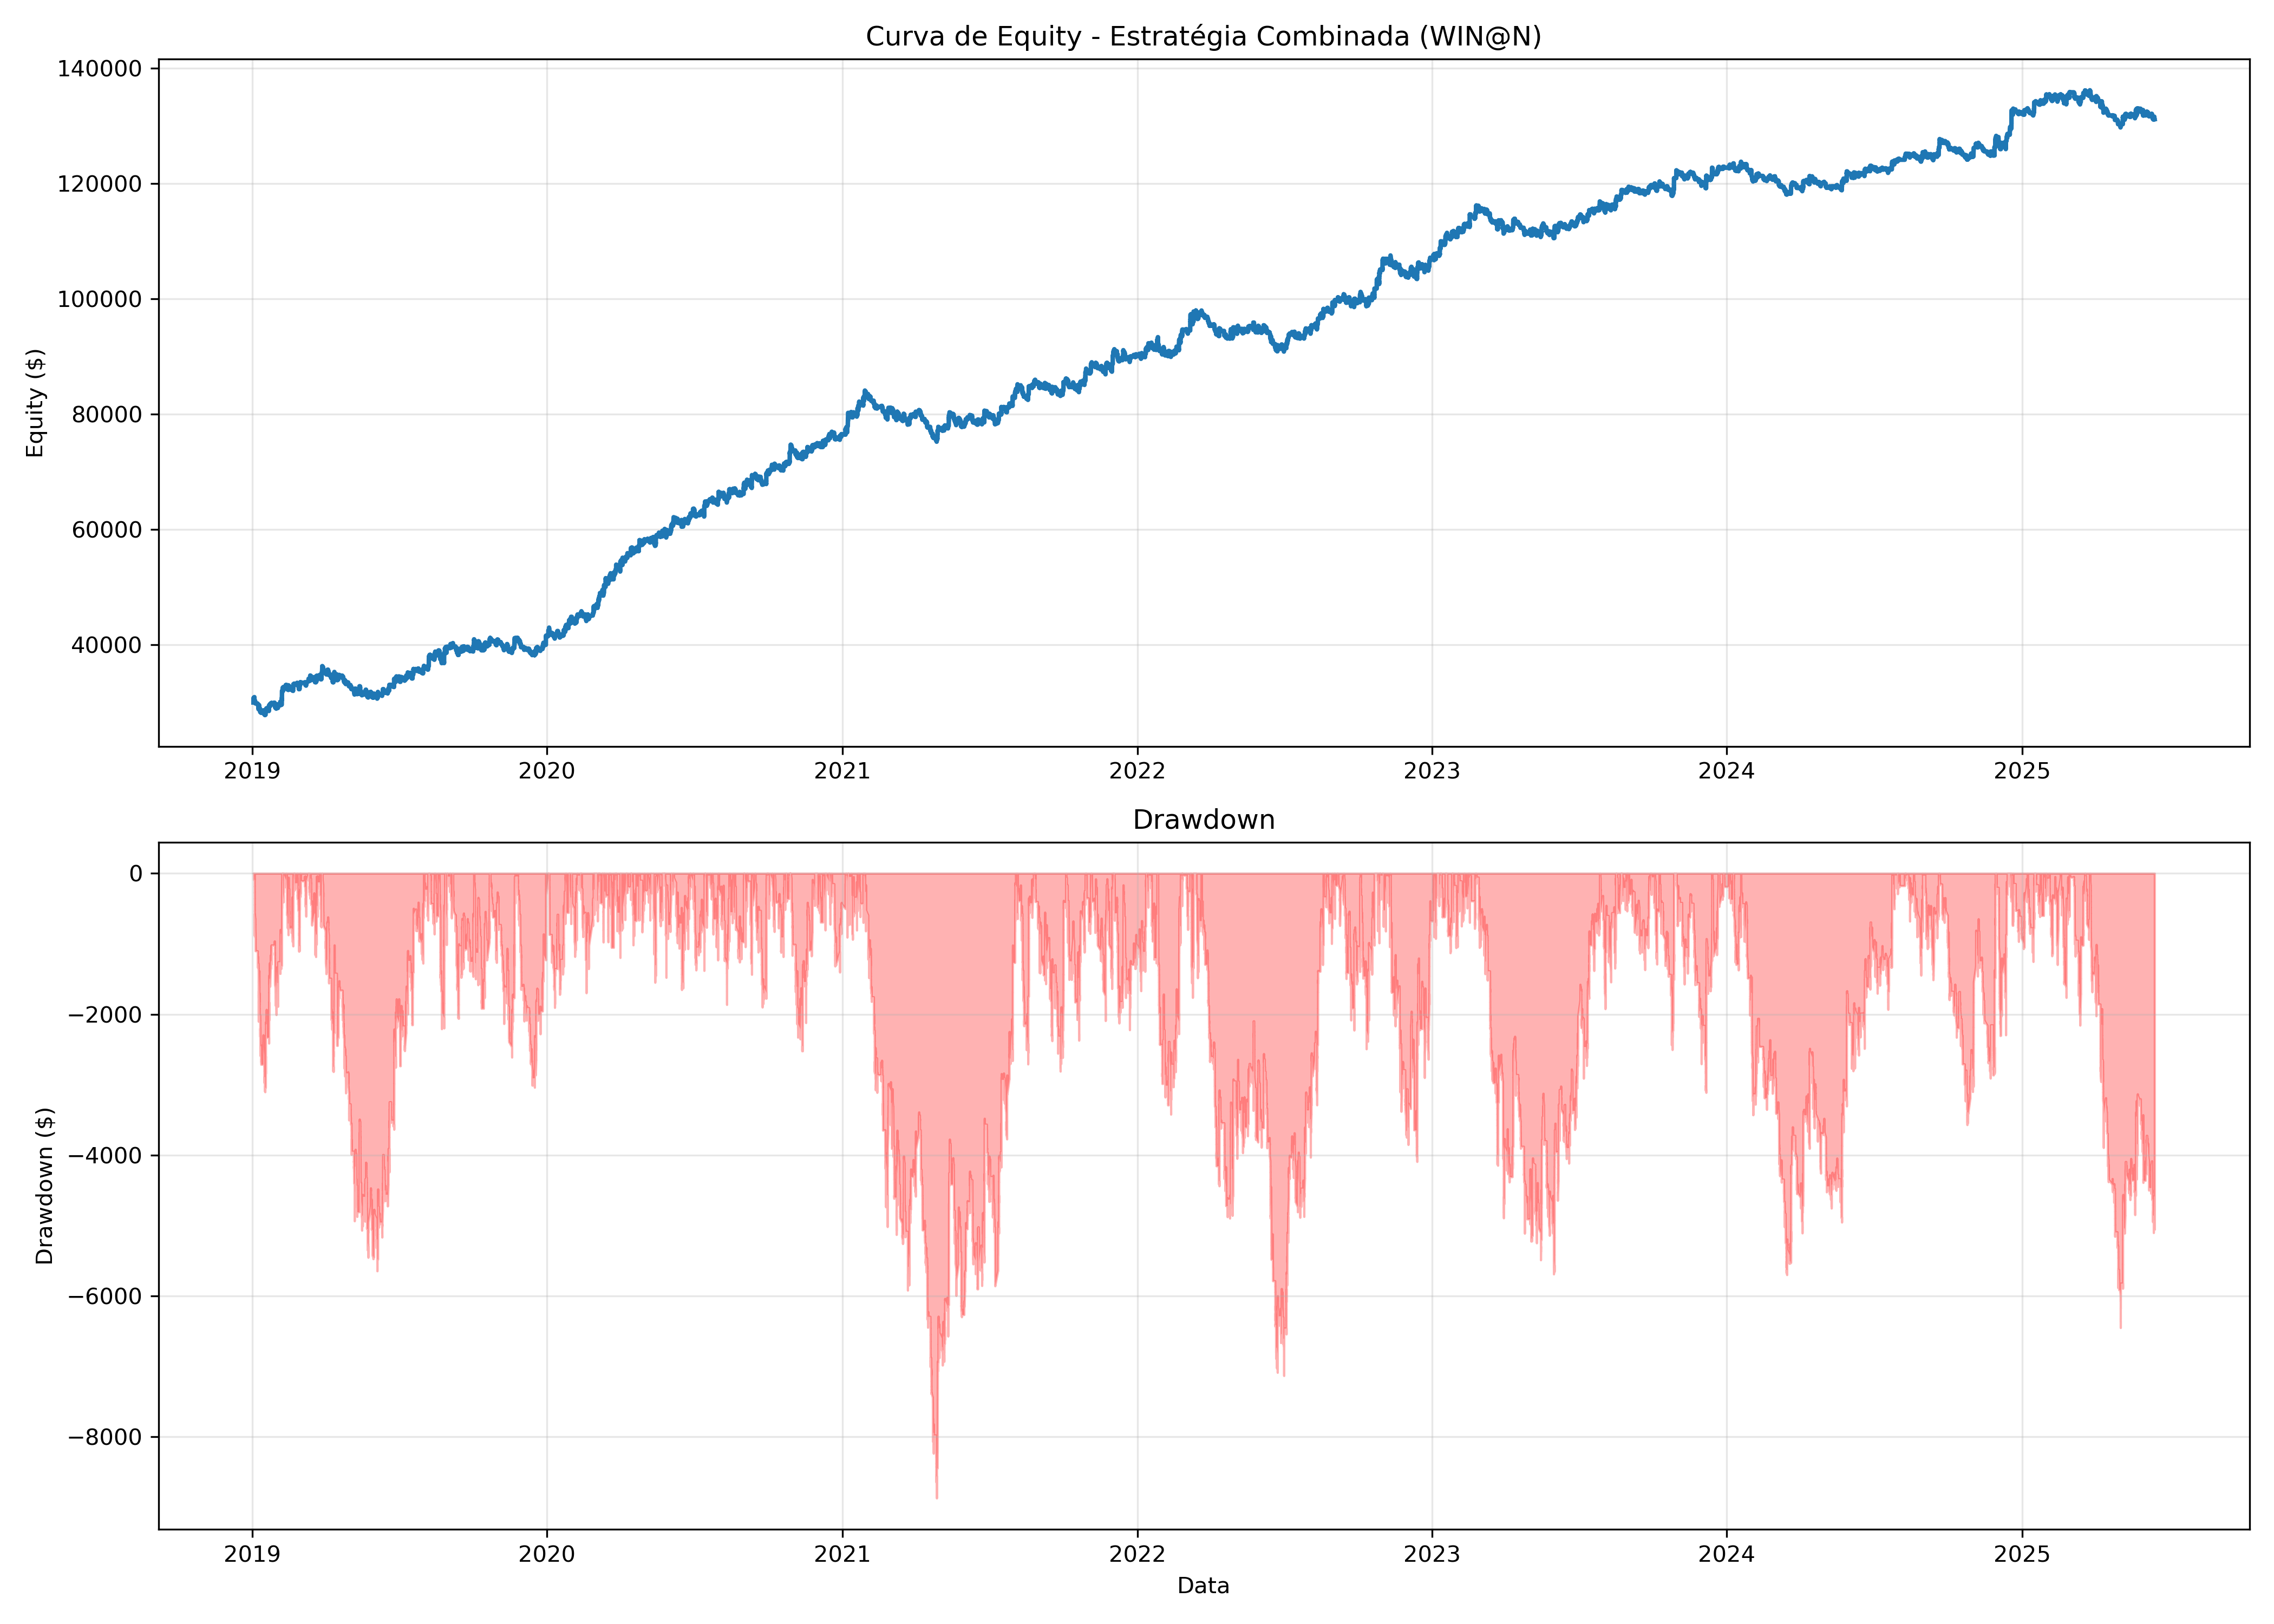 Curva de Equity - Estratégia Combinada (WIN@N)
Equity ($)
140000
120000
100000
80000
60000
40000
2019 2020 2021 2022 2023 2024 2025
Drawdown
Drawdown ($)
0
−2000
−4000
−6000
−8000
2019 2020 2021 2022 2023 2024 2025
Data